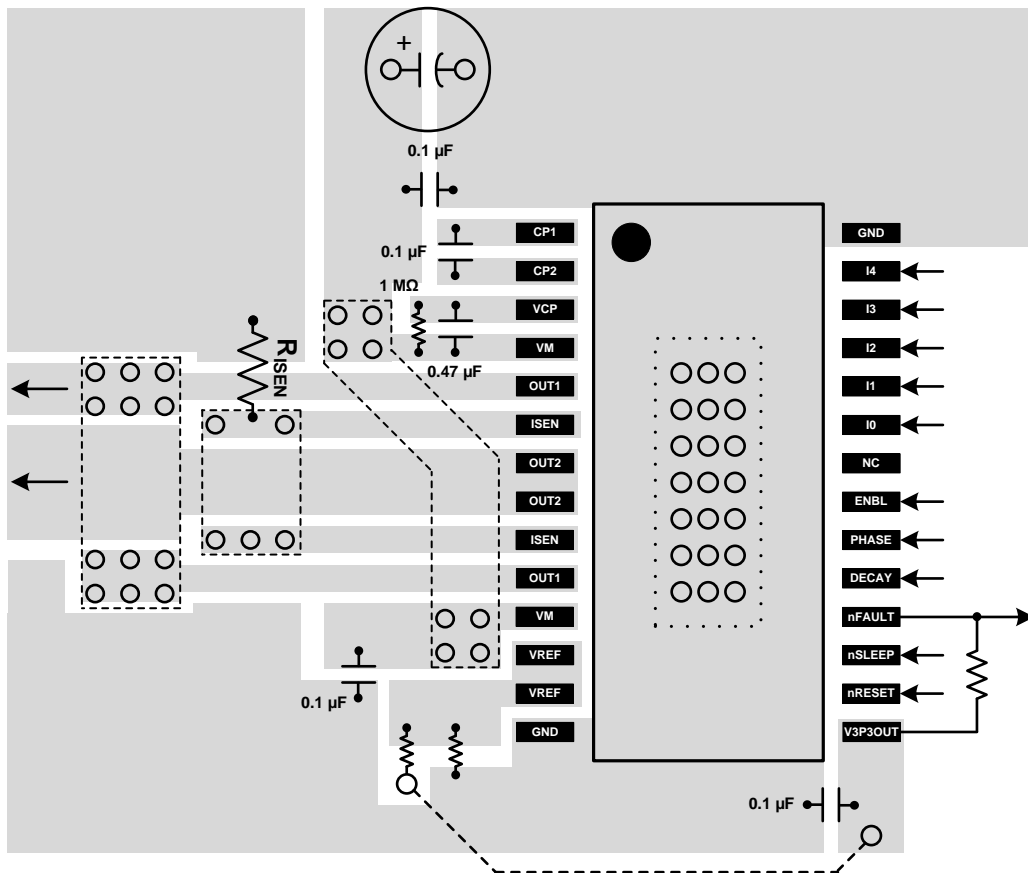 +
0.1 µF
0.1 µF
1 MΩ
0.47 µF
RISEN
CP1
CP2
VCP
VM
OUT1
ISEN
OUT2
OUT2
ISEN
OUT1
VM
VREF
VREF
GND
GND
I4
I3
I2
I1
I0
NC
ENBL
PHASE
DECAY
nFAULT
nSLEEP
nRESET
V3P3OUT
0.1 µF
0.1 µF